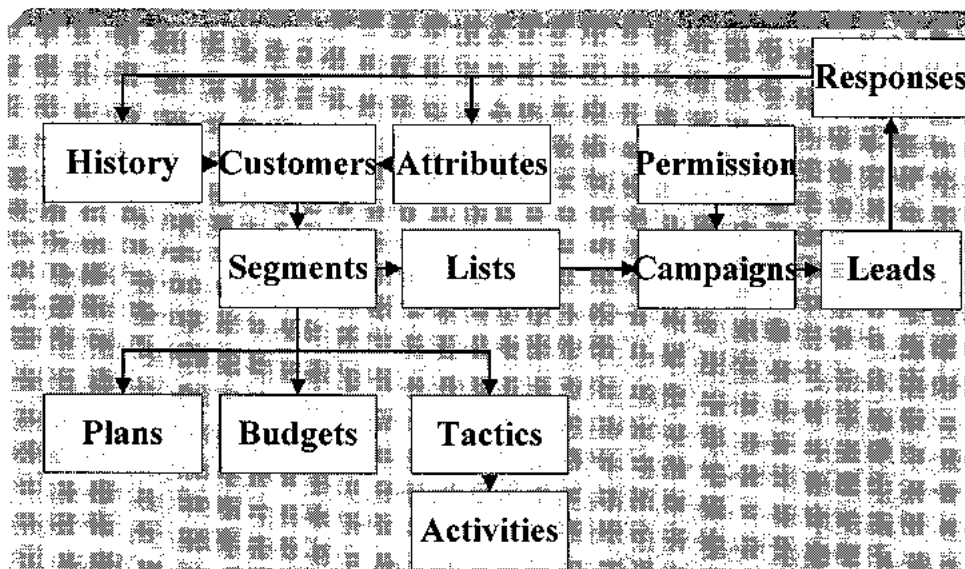 Responses
History
Customers
Attributes
Permission
Segments
Lists
Campaigns
Leads
Plans
Budgets
Tactics
Activities